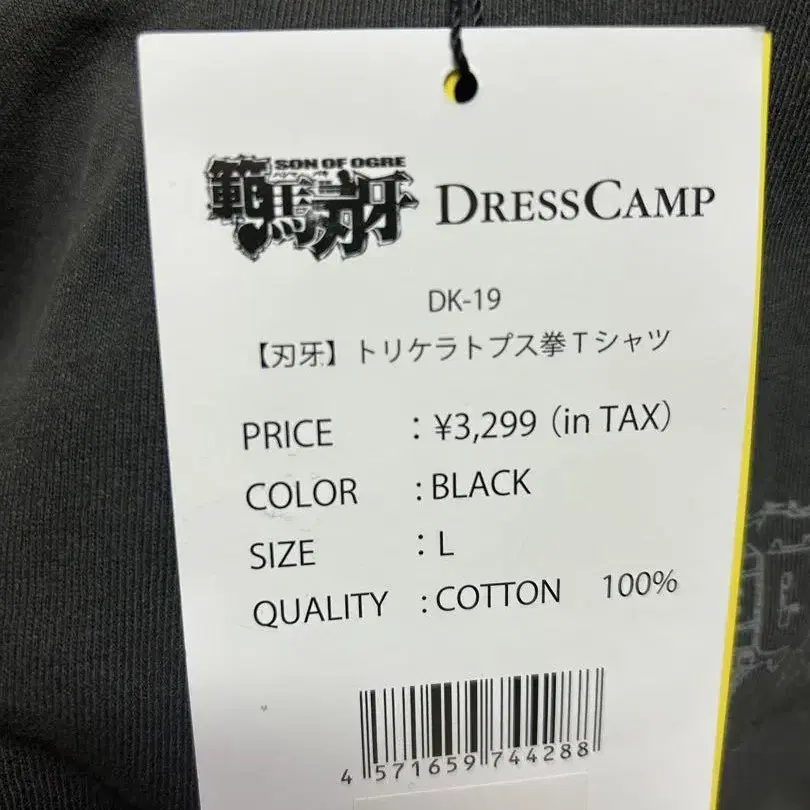 SON OF OGRE
範馬刃牙 DRESSCAMP
DK-19
【刃牙】トリケラトプス拳Tシャツ
PRICE : ¥3,299 (in TAX)
COLOR : BLACK
SIZE : L
QUALITY : COTTON 100%
4 571659 744288